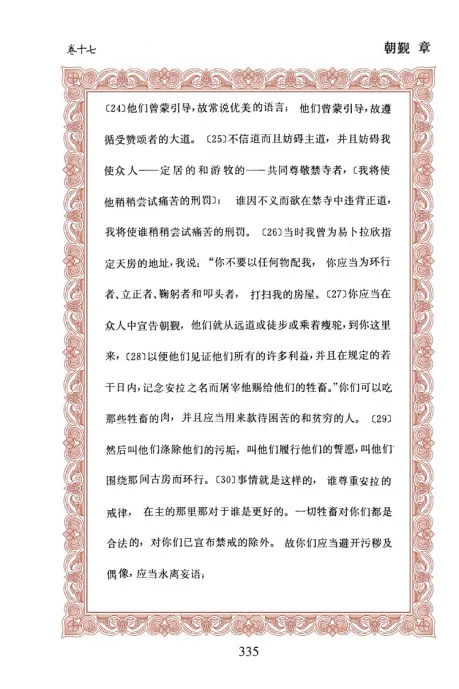 卷十七
朝觐 章
〔24〕他们曾蒙引导，故常说优美的语言； 他们曾蒙引导，故遵
循受赞颂者的大道。〔25〕不信道而且妨碍主道，并且妨碍我
使众人——定居的和游牧的——共同尊敬禁寺者，（我将使
他稍稍尝试痛苦的刑罚）； 谁因不义而欲在禁寺中违背正道，
我将使谁稍稍尝试痛苦的刑罚。〔26〕当时我曾为易卜拉欣指
定天房的地址，我说：“你不要以任何物配我， 你应当为环行
者、立正者、鞠躬者和叩头者， 打扫我的房屋。〔27〕你应当在
众人中宣告朝觐，他们就从远道或徒步或乘着瘦驼，到你这里
来，〔28〕以便他们见证他们所有的许多利益，并且在规定的若
干日内，记念安拉之名而屠宰他赐给他们的牲畜。”你们可以吃
那些牲畜的肉，并且应当用来款待困苦的和贫穷的人。〔29〕
然后叫他们涤除他们的污垢，叫他们履行他们的誓愿，叫他们
围绕那间古房而环行。〔30〕事情就是这样的， 谁尊重安拉的
戒律， 在主的那里那对于谁是更好的。一切牲畜对你们都是
合法的，对你们已宣布禁戒的除外。 故你们应当避开污秽及
偶像，应当永离妄语；
335